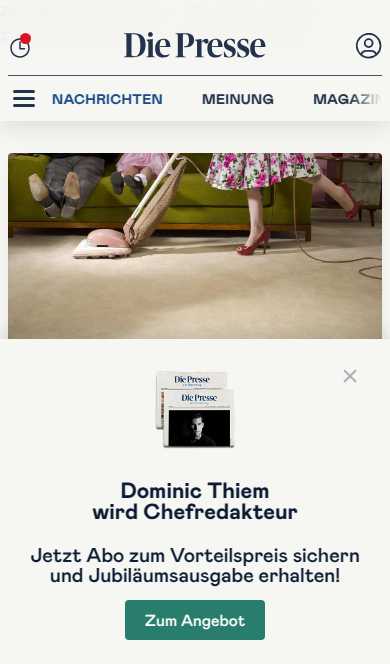 Die Presse
NACHRICHTEN MEINUNG MAGAZIN
Die Presse
Die Presse
Dominic Thiem
wird Chefredakteur
Jetzt Abo zum Vorteilspreis sichern
und Jubiläumsausgabe erhalten!
Zum Angebot